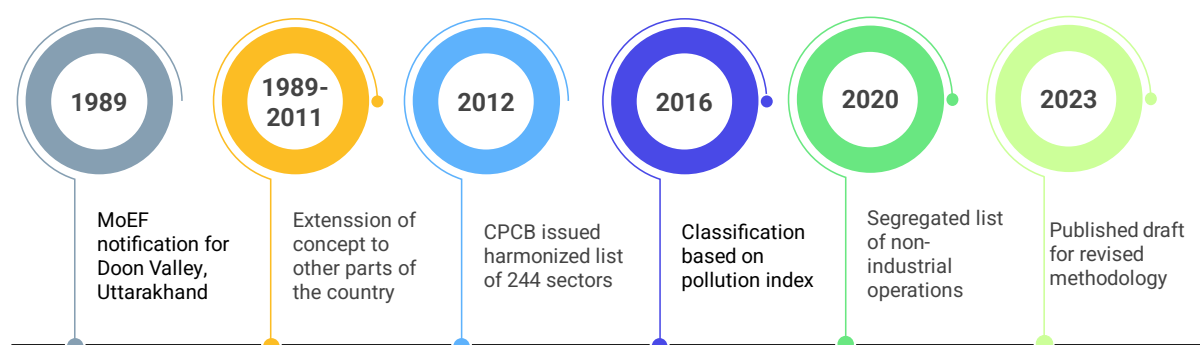 1989
MoEF
notification for
Doon Valley,
Uttarakhand
1989-
2011
Extenssion of
concept to
other parts of
the country
2012
CPCB issued
harmonized list
of 244 sectors
2016
Classification
based on
pollution index
2020
Segregated list
of non-
industrial
operations
2023
Published draft
for revised
methodology